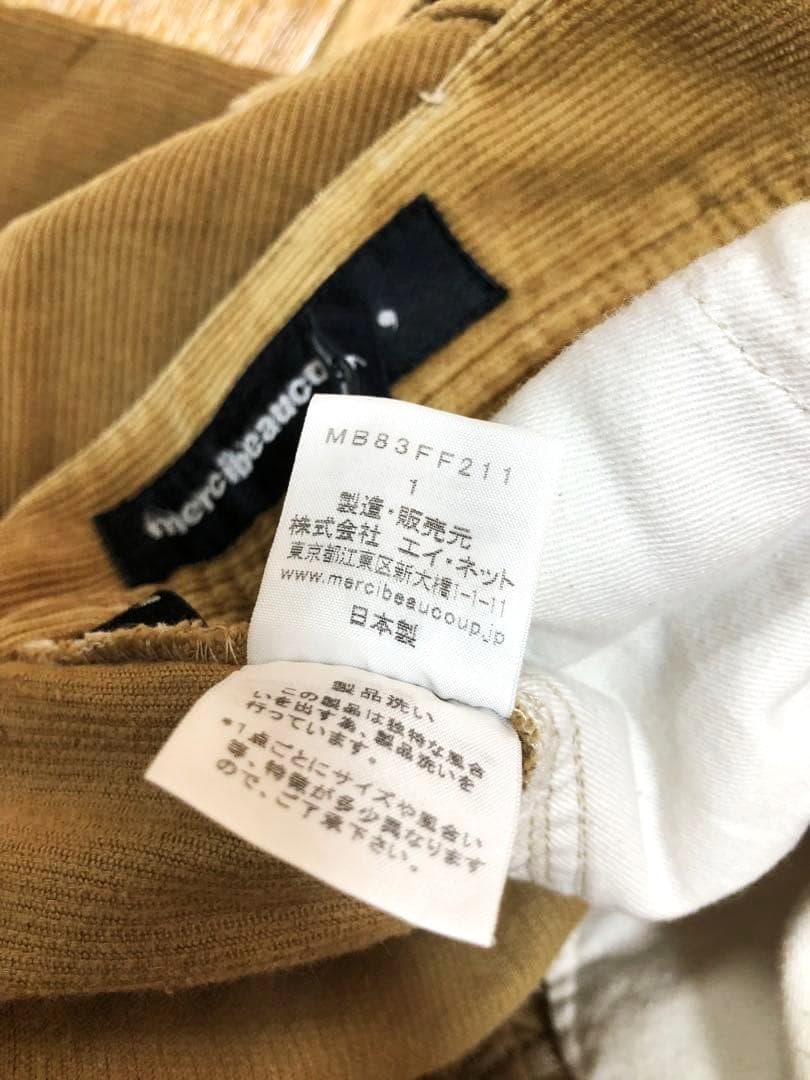 mercibeaucou
,
MB83FF211
1
製造・販売元
株式会社 エイ・ネット
東京都江東区新大橋1-1-11
www.mercibeaucoup.jp
日本製
製品洗い
この製品は独特な風合
いを出す為、製品洗いを
行っています。
*1点ごとにサイズや風合い
等、特徴が多少異なります
ので、ご了承下さい。